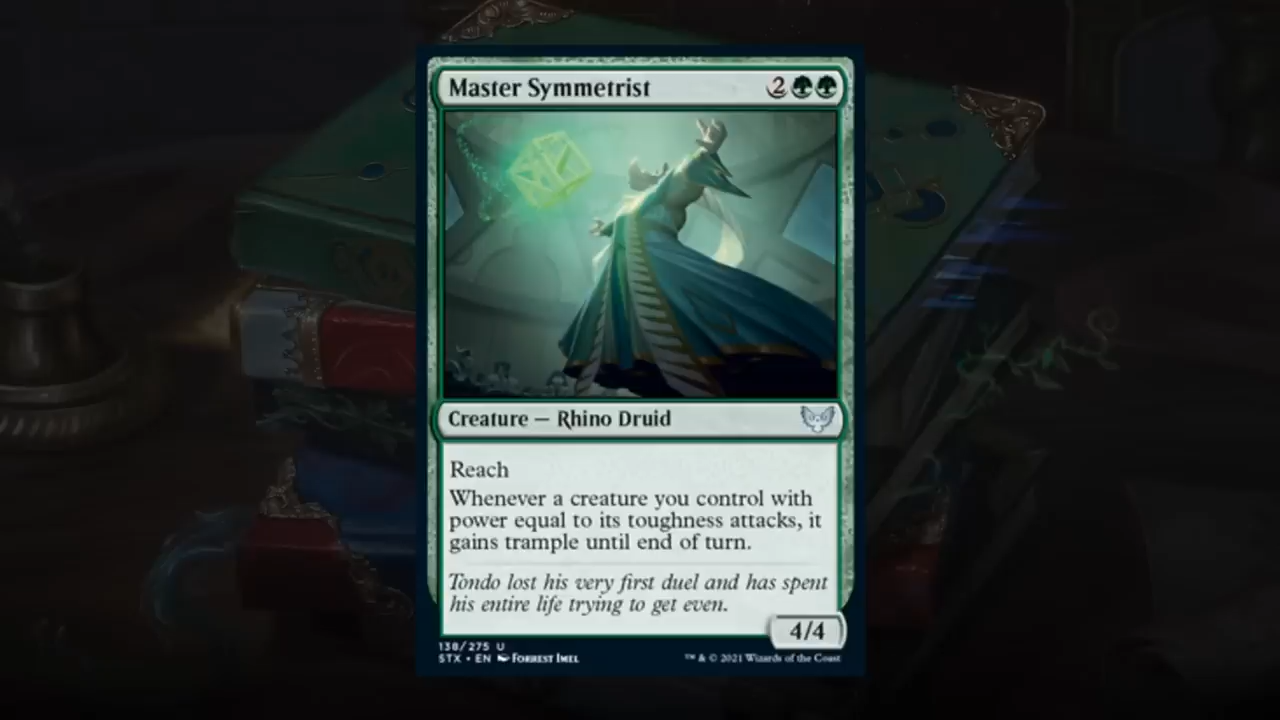 Master Symmetrist 2
Creature — Rhino Druid
Reach
Whenever a creature you control with
power equal to its toughness attacks, it
gains trample until end of turn.
Tondo lost his very first duel and has spent
his entire life trying to get even.
4/4
138/275 U
STX • EN Forrest Imel
™ & © 2021 Wizards of the Coast